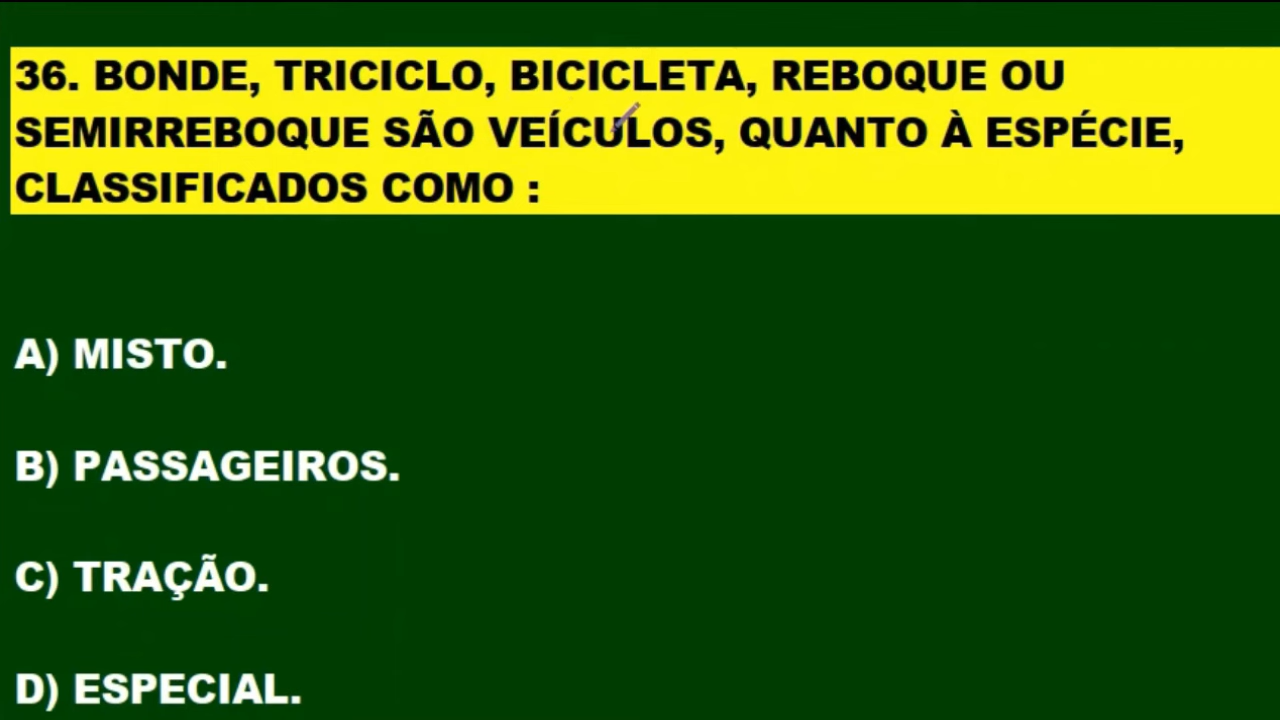 36. BONDE, TRICICLO, BICICLETA, REBOQUE OU
SEMIRREBOQUE SÃO VEÍCULOS, QUANTO À ESPÉCIE,
CLASSIFICADOS COMO :
A) MISTO.
B) PASSAGEIROS.
C) TRAÇÃO.
D) ESPECIAL.